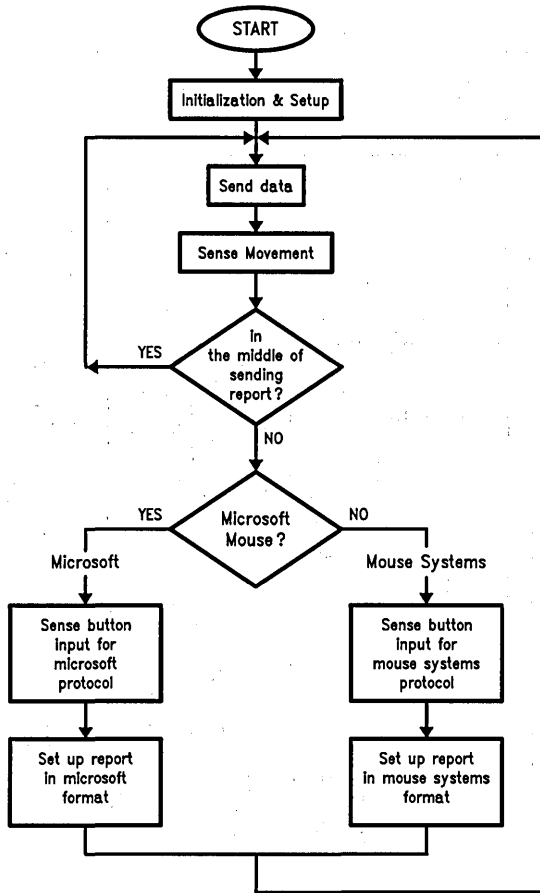 START
Initialization & Setup
Send data
Sense Movement
in
the middle of
sending
report?
YES
NO
Microsoft
Mouse?
YES
NO
Microsoft
Mouse Systems
Sense button
input for
microsoft
protocol
Sense button
input for
mouse systems
protocol
Set up report
in microsoft
format
Set up report
in mouse systems
format